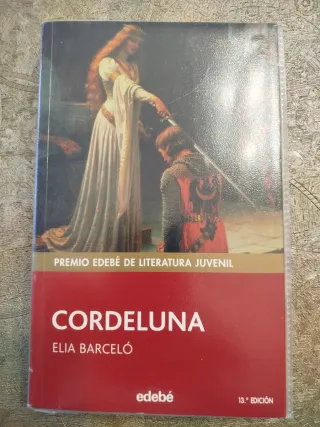 PREMIO EDEBÉ DE LITERATURA JUVENIL
CORDELUNA
ELIA BARCELÓ
edebé
13.ª EDICIÓN